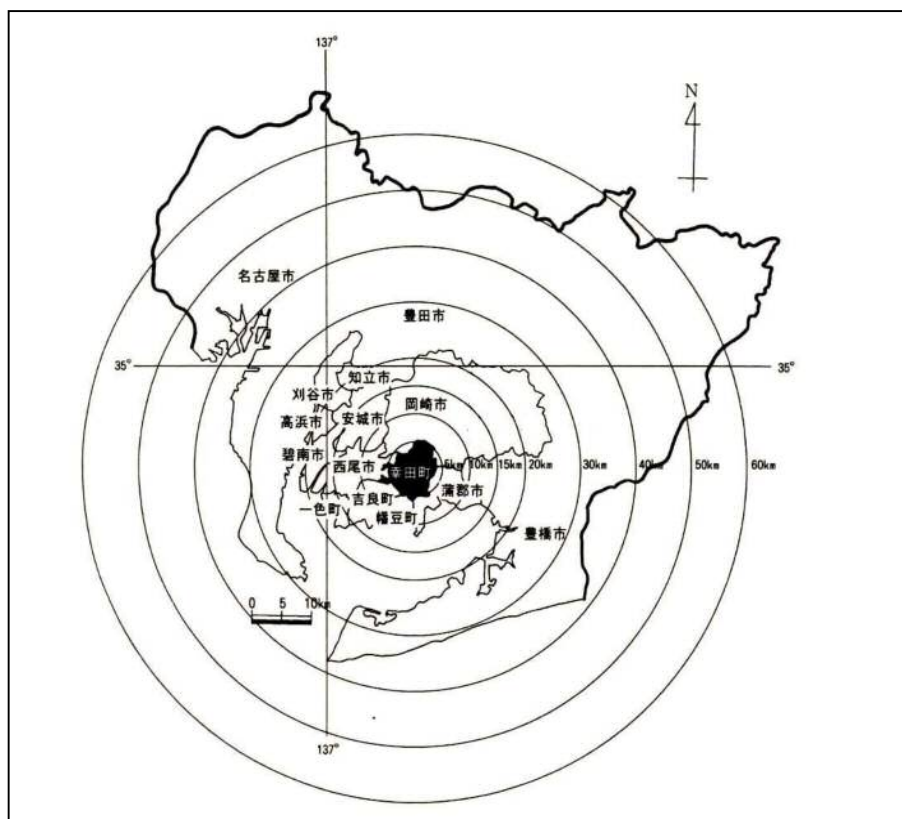 137°
N
名古屋市
豊田市
35°
35°
知立市
刈谷市
岡崎市
高浜市
安城市
碧南市
西尾市
幸田町
5km
10km
15km
20km
30km
40km
50km
60km
吉良町
蒲郡市
一色町
幡豆町
豊橋市
0 5 10km
137°